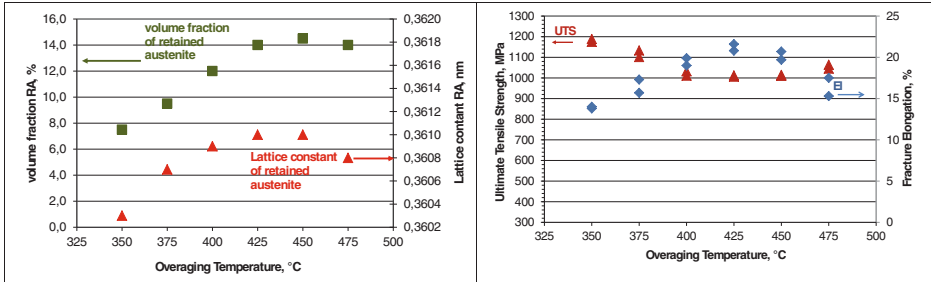 16,0
14,0
12,0
10,0
8,0
6,0
4,0
2,0
0,0
volume fraction RA, %
volume fraction
of retained
austenite
Lattice constant
of retained
austenite
0,3620
0,3618
0,3616
0,3614
0,3612
0,3610
0,3608
0,3606
0,3604
0,3602
Lattice contant RA, nm
325 350 375 400 425 450 475 500
Overaging Temperature, °C
1300
1200
1100
1000
900
800
700
600
500
400
300
Ultimate Tensile Strength, MPa
UTS
El
25
20
15
10
5
0
Fracture Elongation, %
325 350 375 400 425 450 475 500
Overaging Temperature, °C